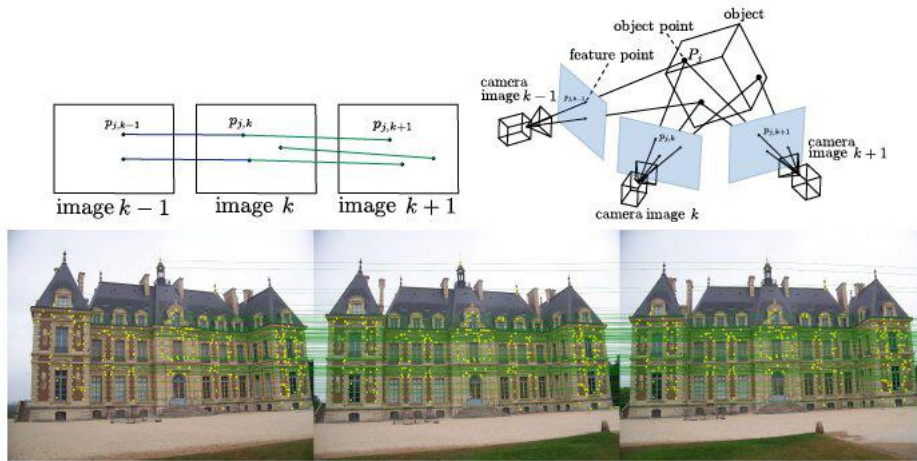 object
object point
P_j
feature point
camera
image k − 1
p_{j,k−1}
p_{j,k}
p_{j,k+1}
image k − 1
image k
image k + 1
p_{j,k−1}
p_{j,k}
p_{j,k+1}
camera
image k + 1
camera image k